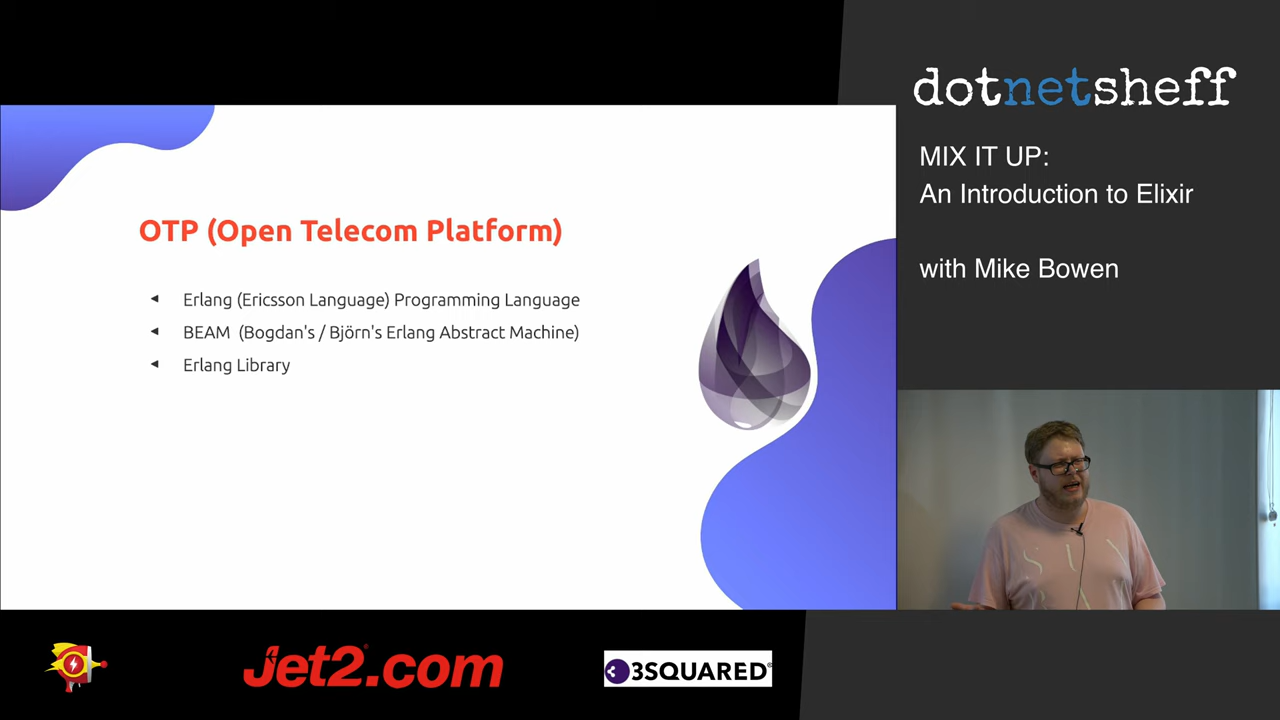 dotnetsheff
MIX IT UP:
An Introduction to Elixir
with Mike Bowen
OTP (Open Telecom Platform)
Erlang (Ericsson Language) Programming Language
BEAM (Bogdan's / Björn's Erlang Abstract Machine)
Erlang Library
S I N
Jet2.com
3SQUARED